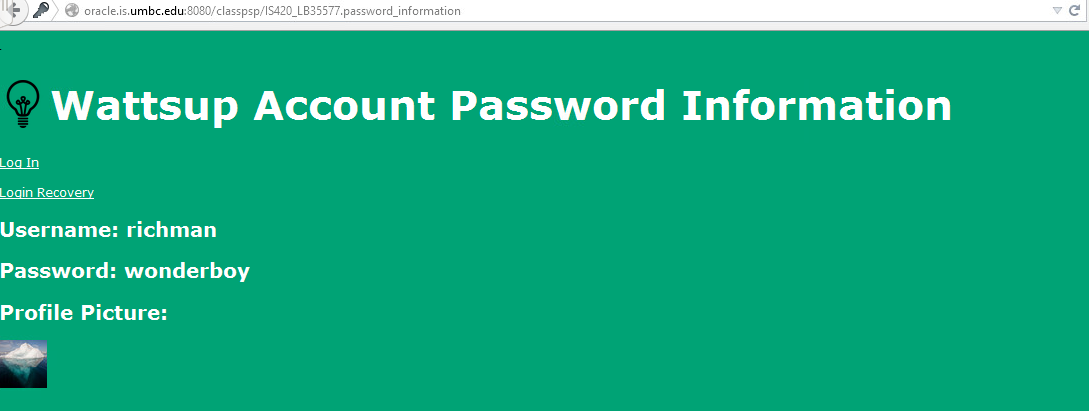 oracle.is.umbc.edu:8080/classpsp/IS420_LB35577.password_information
Wattsup Account Password Information
Log In
Login Recovery
Username: richman
Password: wonderboy
Profile Picture: